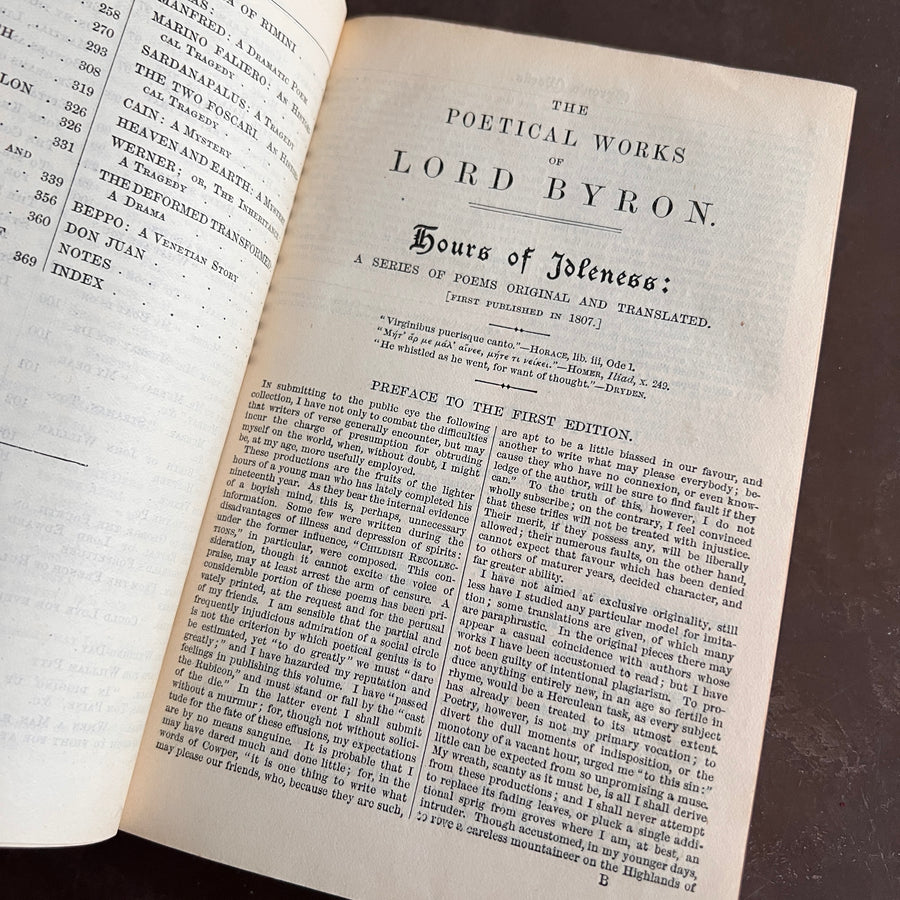 258
270
293
308
319
LON . 326
326
331
AND
339
356
360
369
OF RIMINI
MANFRED: A DRAMATIC POEM
MARINO FALIERO: AN
CAL TRAGEDY
SARDANAPALUS: A TRAGEDY
THE TWO FOSCARI
CAL TRAGEDY
CAIN: A MYSTERY
HEAVEN AND EARTH: A MYSTERY
WERNER; OR, THE INHERITANCE
A TRAGEDY
THE DEFORMED TRANSFORMED
A DRAMA
BEPPO: A VENETIAN STORY
DON JUAN
NOTES
INDEX
THE
POETICAL WORKS
OF
LORD BYRON.
Hours of Idleness:
A SERIES OF POEMS ORIGINAL AND TRANSLATED.
[FIRST PUBLISHED IN 1807.]
"Virginibus puerisque canto."—HORACE, lib. iii, Ode 1.
"Μήτ' ἄρ με μάλ' αἴνεε, μήτε τι νείκει."—HOMER, Iliad, x. 249.
"He whistled as he went, for want of thought."—DRYDEN.
PREFACE TO THE FIRST EDITION.
In submitting to the public eye the following
collection, I have not only to combat the difficulties
that writers of verse generally encounter, but may
incur the charge of presumption for obtruding
myself on the world, when, without doubt, I might
be, at my age, more usefully employed.
These productions are the fruits of the lighter
hours of a young man who has lately completed his
nineteenth year. As they bear the internal evidence
of a boyish mind, this is, perhaps, unnecessary
information. Some few were written during the
disadvantages of illness and depression of spirits:
under the former influence, "CHILDISH RECOLLEC-
TIONS," in particular, were composed. This con-
sideration, though it cannot excite the voice of
praise, may at least arrest the arm of censure. A
considerable portion of these poems has been pri-
vately printed, at the request and for the perusal
of my friends. I am sensible that the partial and
frequently injudicious admiration of a social circle
is not the criterion by which poetical genius is to
be estimated, yet "to do greatly" we must "dare
greatly;" and I have hazarded my reputation and
feelings in publishing this volume. I have "passed
the Rubicon," and must stand or fall by the "cast
of the die." In the latter event I shall submit
without a murmur; for, though not without solici-
tude for the fate of these effusions, my expectations
are by no means sanguine. It is probable that I
may have dared much and done little; for, in the
words of Cowper, "it is one thing to write what
may please our friends, who, because they are such,
are apt to be a little biassed in our favour, and
another to write what may please everybody; be-
cause they who have no connexion, or even know-
ledge of the author, will be sure to find fault if they
can." To the truth of this, however, I do not
wholly subscribe; on the contrary, I feel convinced
that these trifles will not be treated with injustice.
Their merit, if they possess any, will be liberally
allowed; their numerous faults, on the other hand,
cannot expect that favour which has been denied
to others of maturer years, decided character, and
far greater ability.
I have not aimed at exclusive originality, still
less have I studied any particular model for imita-
tion; some translations are given, of which many
are paraphrastic. In the original pieces there may
appear a casual coincidence with authors whose
works I have been accustomed to read; but I have
not been guilty of intentional plagiarism. To pro-
duce anything entirely new, in an age so fertile in
rhyme, would be a Herculean task, as every subject
has already been treated to its utmost extent.
Poetry, however, is not my primary vocation; to
divert the dull moments of indisposition, or the
monotony of a vacant hour, urged me "to this sin:"
little can be expected from so unpromising a muse.
My wreath, scanty as it must be, is all I shall derive
from these productions; and I shall never attempt
to replace its fading leaves, or pluck a single addi-
tional sprig from groves where I am, at best, an
intruder. Though accustomed, in my younger days,
to rove a careless mountaineer on the Highlands of
B